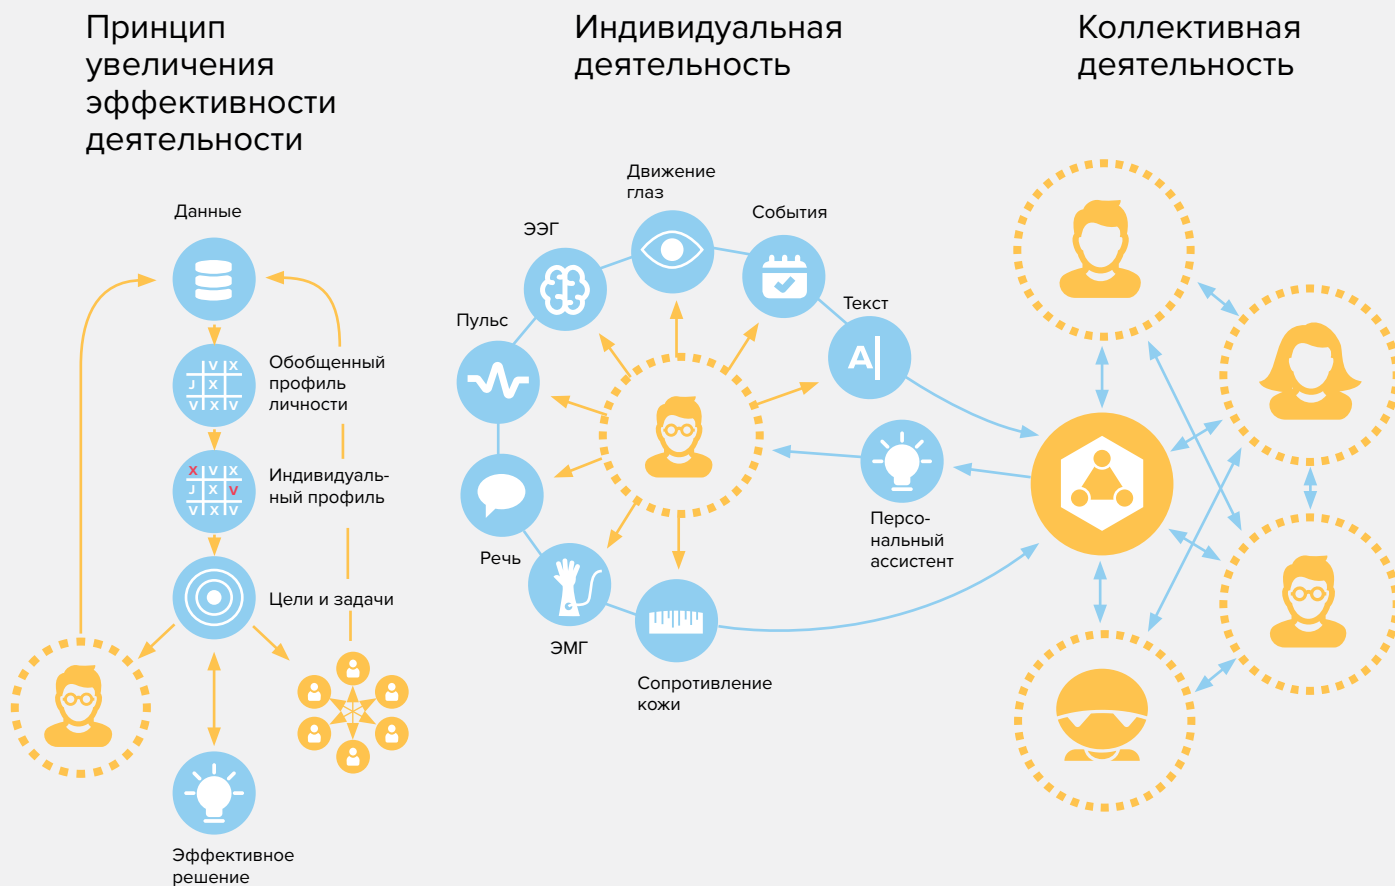 Принцип
увеличения
эффективности
деятельности
Данные
V X
J X
V X V
Обобщенный
профиль
личности
X V X
J X V
V X V
Индивидуаль-
ный профиль
Цели и задачи
Эффективное
решение
Индивидуальная
деятельность
Движение
глаз
ЭЭГ
События
Пульс
Текст
A
Речь
ЭМГ
Сопротивление
кожи
Персо-
нальный
ассистент
Коллективная
деятельность